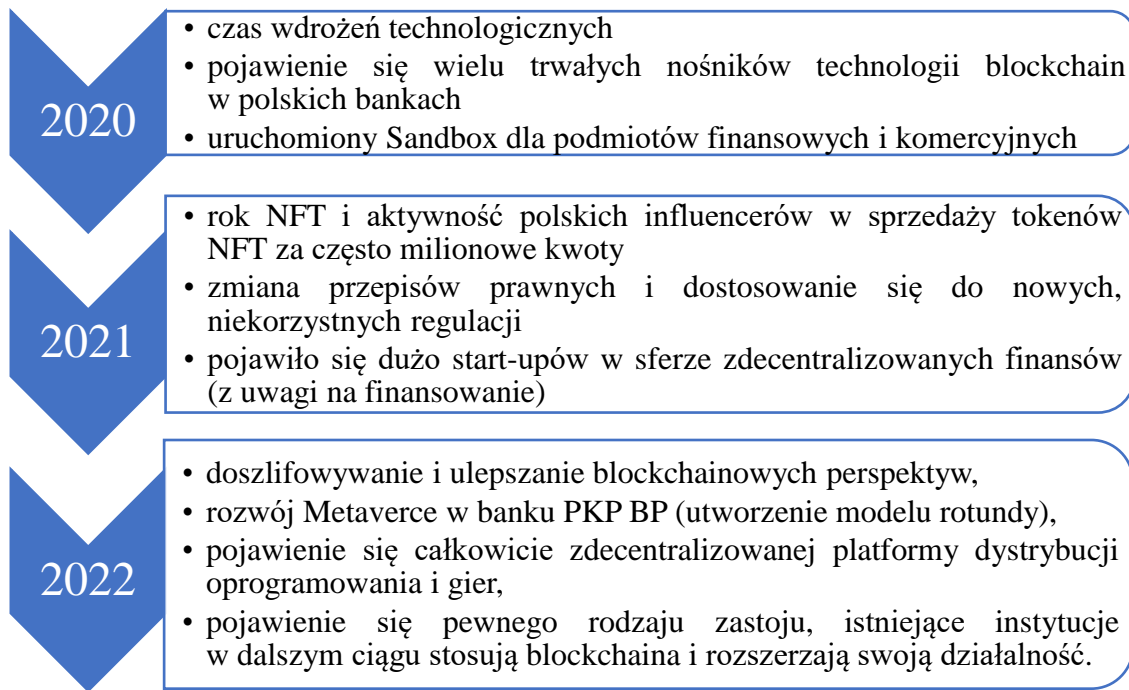 2020
• czas wdrożeń technologicznych
• pojawienie się wielu trwałych nośników technologii blockchain
w polskich bankach
• uruchomiony Sandbox dla podmiotów finansowych i komercyjnych
2021
• rok NFT i aktywność polskich influencerów w sprzedaży tokenów
NFT za często milionowe kwoty
• zmiana przepisów prawnych i dostosowanie się do nowych,
niekorzystnych regulacji
• pojawiło się dużo start-upów w sferze zdecentralizowanych finansów
(z uwagi na finansowanie)
2022
• doszlifowywanie i ulepszanie blockchainowych perspektyw,
• rozwój Metaverce w banku PKP BP (utworzenie modelu rotundy),
• pojawienie się całkowicie zdecentralizowanej platformy dystrybucji
oprogramowania i gier,
• pojawienie się pewnego rodzaju zastoju, istniejące instytucje
w dalszym ciągu stosują blockchaina i rozszerzają swoją działalność.